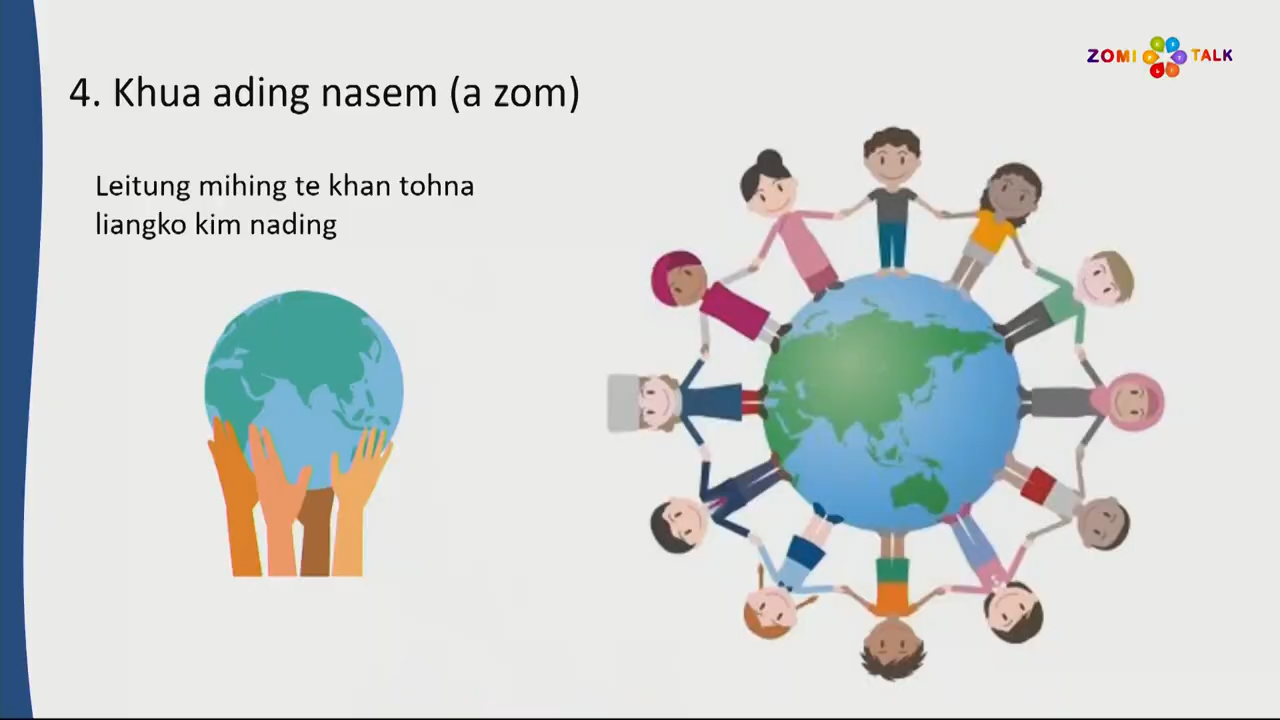 ZOMI TALK
4. Khua ading nasem (a zom)
Leitung mihing te khan tohna
liangko kim nading